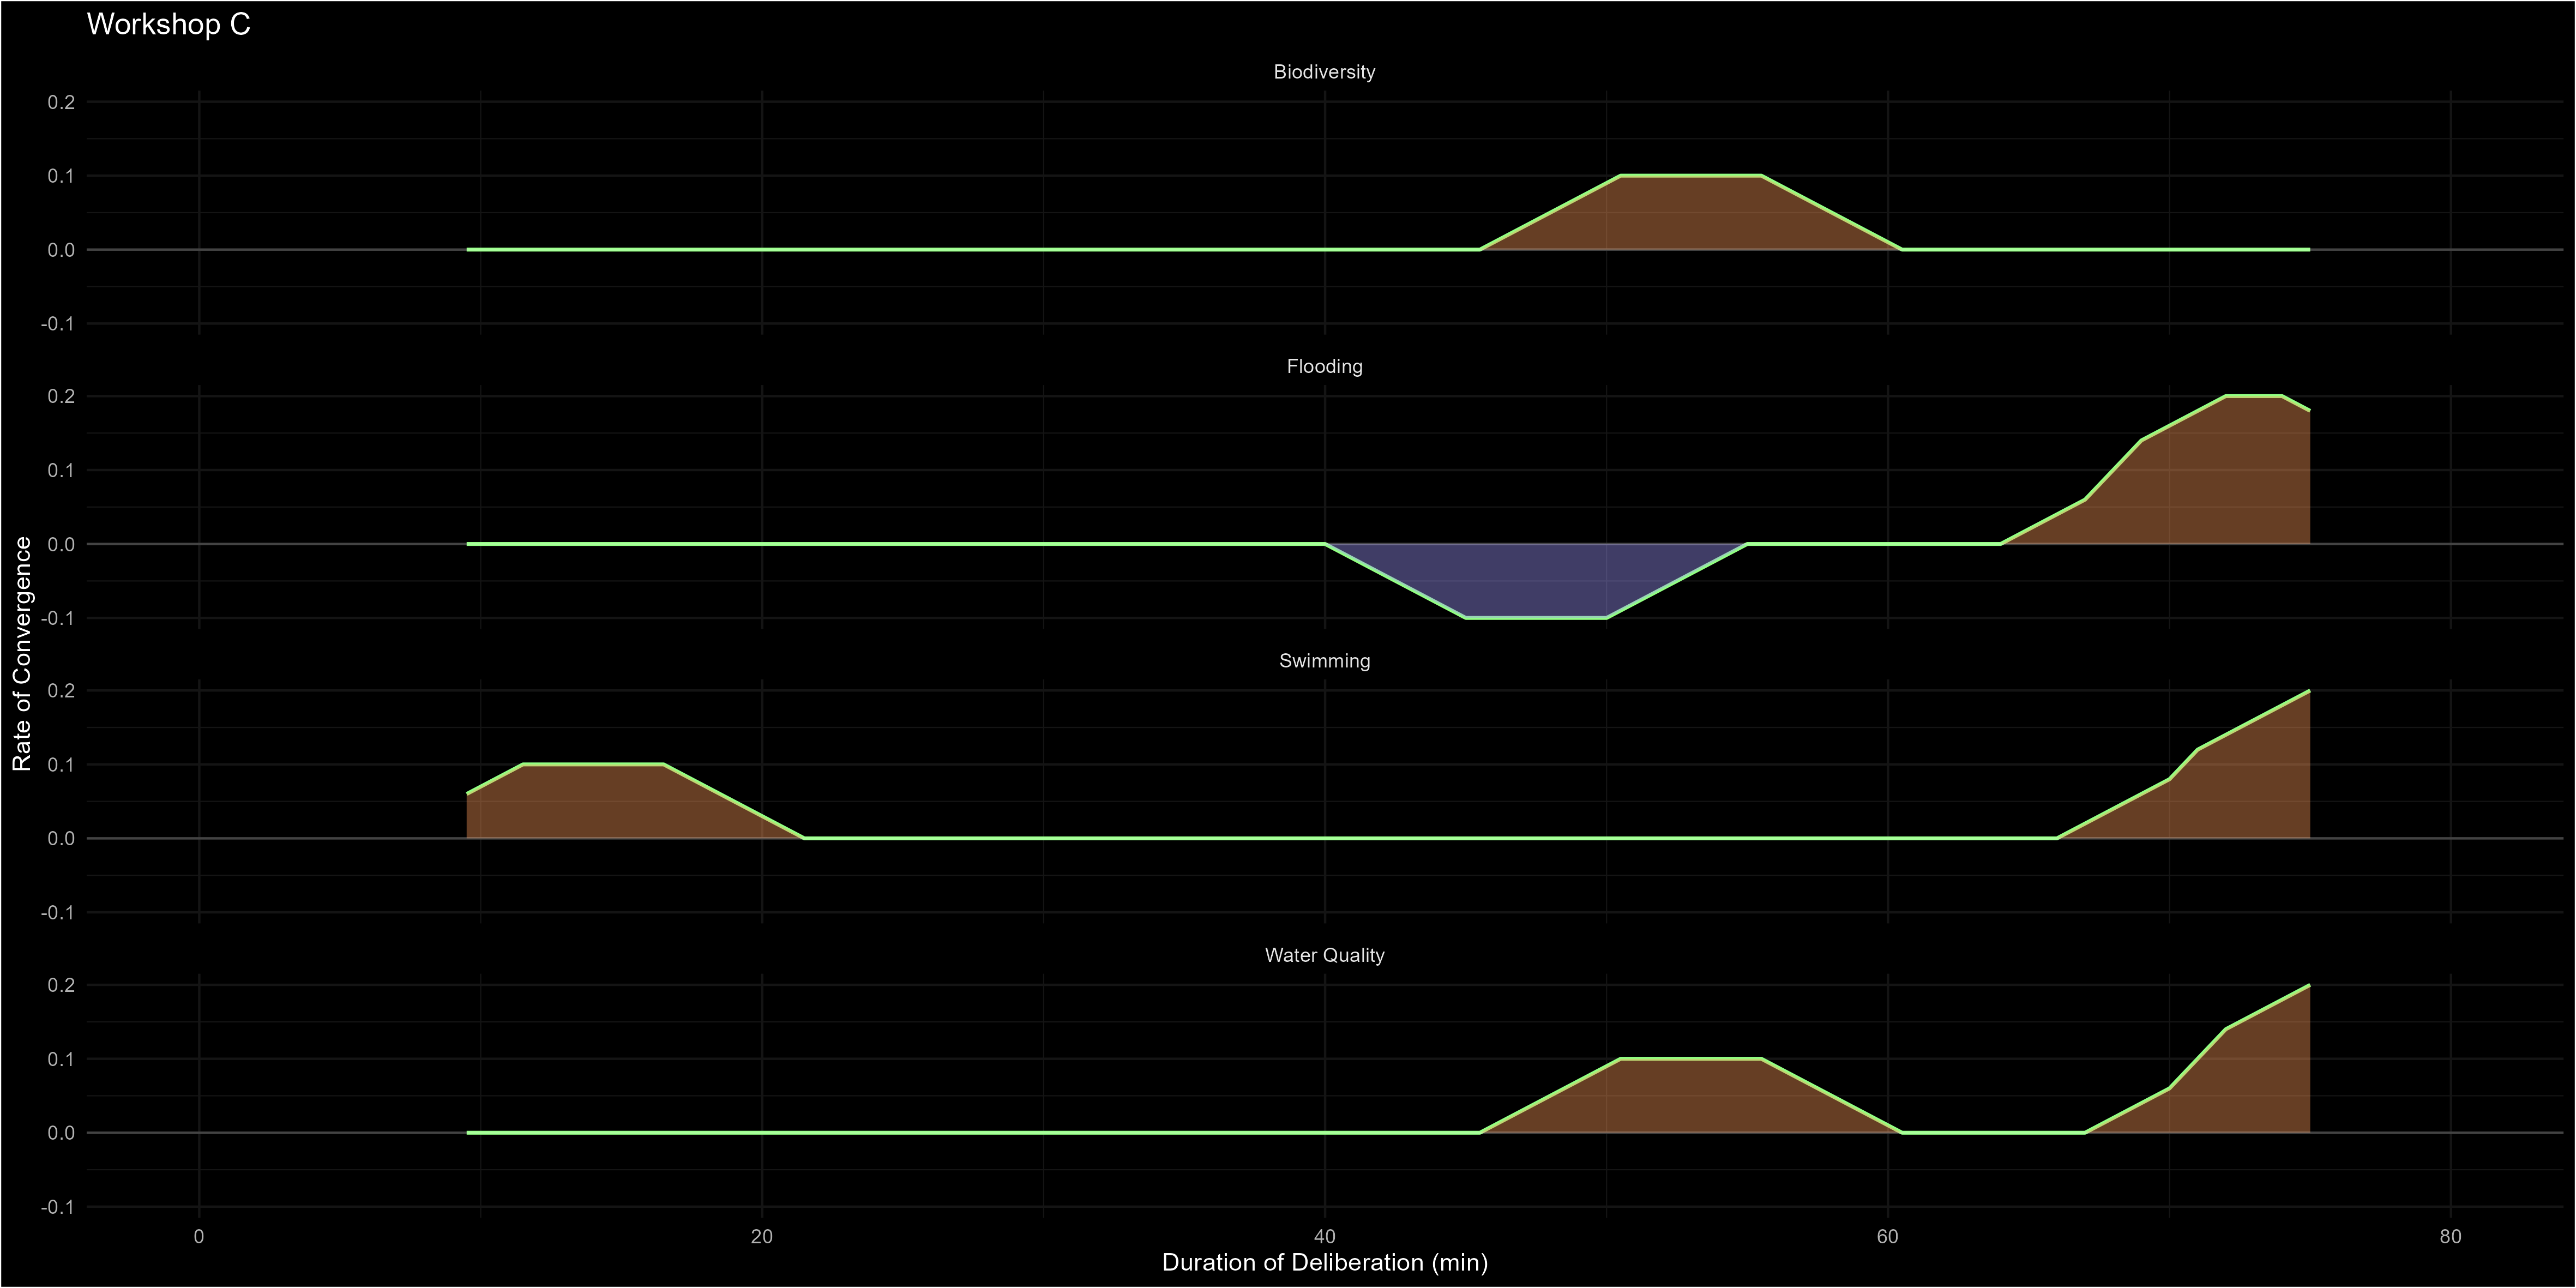 Workshop C
Biodiversity
0.2
0.1
0.0
-0.1
Flooding
0.2
0.1
0.0
-0.1
Swimming
0.2
0.1
0.0
-0.1
Water Quality
0.2
0.1
0.0
-0.1
Rate of Convergence
0 20 40 60 80
Duration of Deliberation (min)